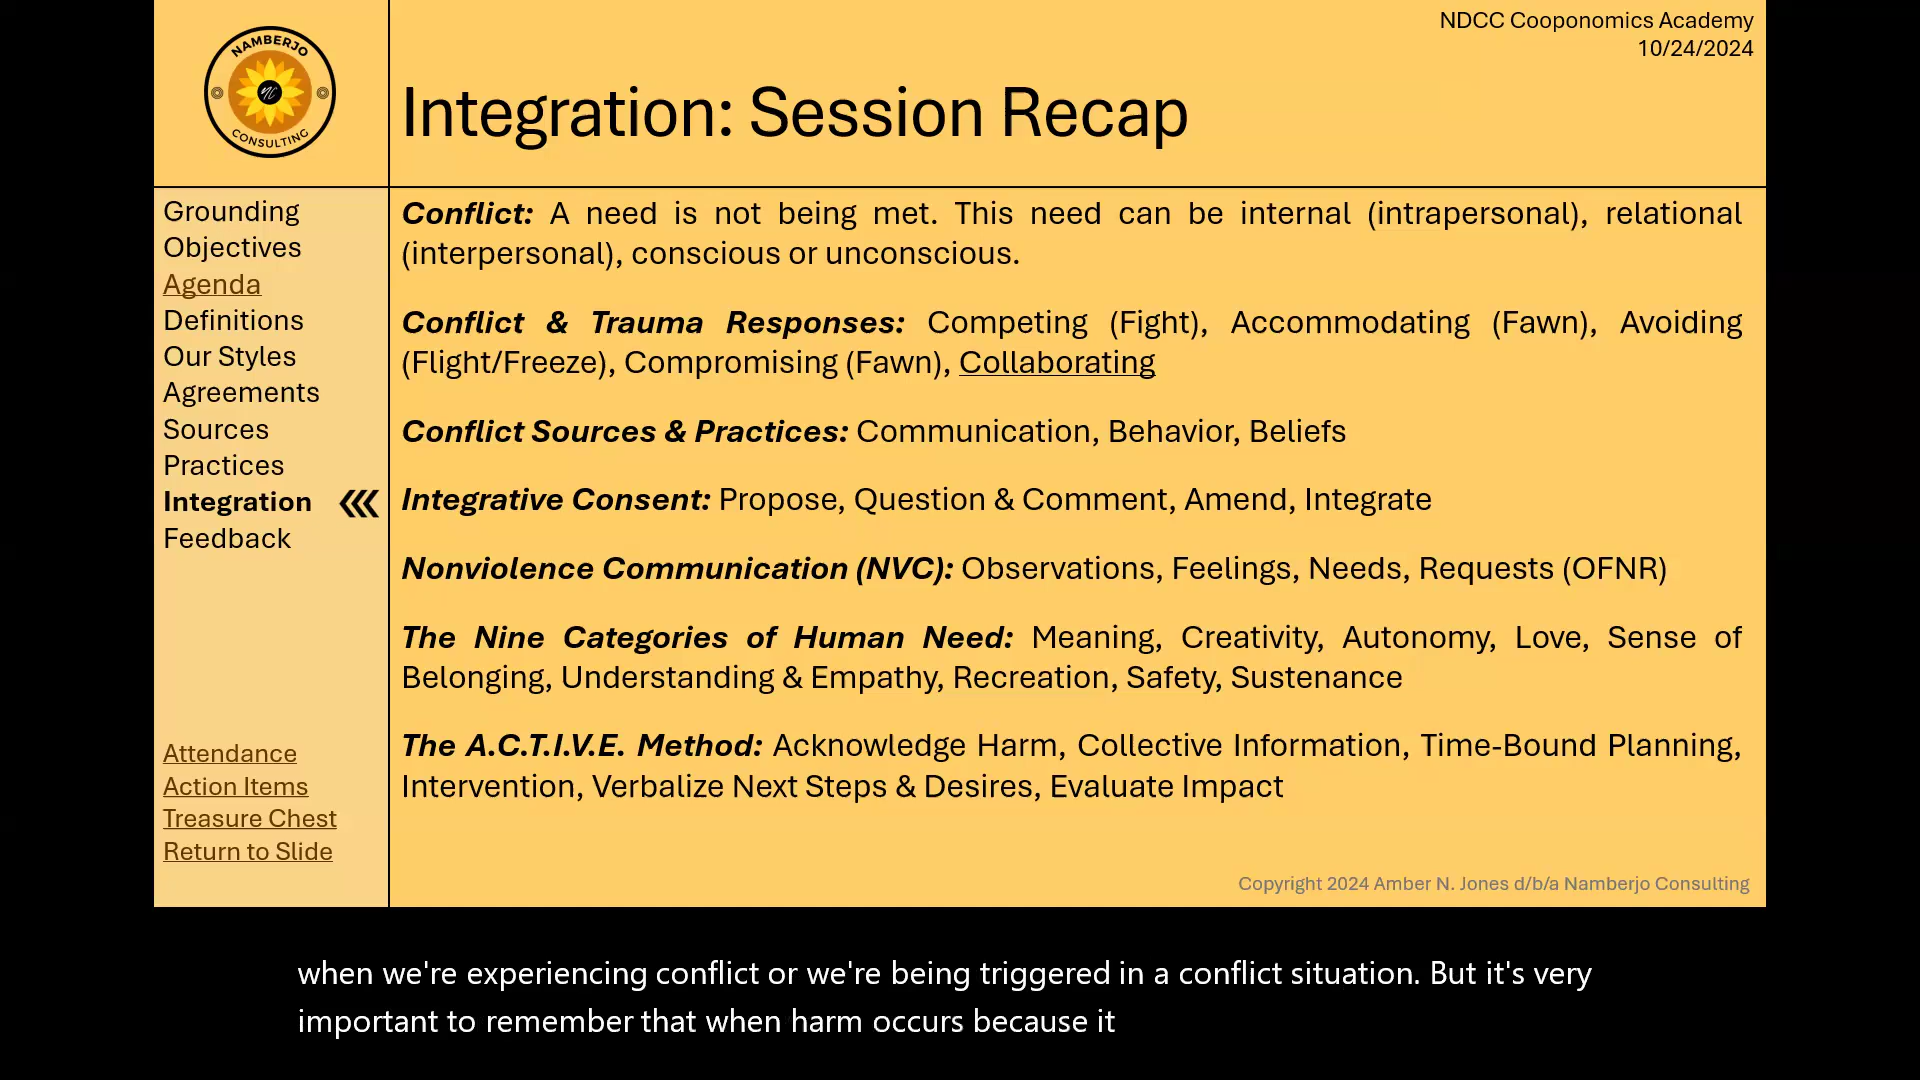 NAMBERJO
NC
CONSULTING
NDCC Cooponomics Academy
10/24/2024
Integration: Session Recap
Grounding
Objectives
Agenda
Definitions
Our Styles
Agreements
Sources
Practices
Integration
Feedback
Attendance
Action Items
Treasure Chest
Return to Slide
Conflict: A need is not being met. This need can be internal (intrapersonal), relational
(interpersonal), conscious or unconscious.
Conflict & Trauma Responses: Competing (Fight), Accommodating (Fawn), Avoiding
(Flight/Freeze), Compromising (Fawn), Collaborating
Conflict Sources & Practices: Communication, Behavior, Beliefs
Integrative Consent: Propose, Question & Comment, Amend, Integrate
Nonviolence Communication (NVC): Observations, Feelings, Needs, Requests (OFNR)
The Nine Categories of Human Need: Meaning, Creativity, Autonomy, Love, Sense of
Belonging, Understanding & Empathy, Recreation, Safety, Sustenance
The A.C.T.I.V.E. Method: Acknowledge Harm, Collective Information, Time-Bound Planning,
Intervention, Verbalize Next Steps & Desires, Evaluate Impact
Copyright 2024 Amber N. Jones d/b/a Namberjo Consulting
when we're experiencing conflict or we're being triggered in a conflict situation. But it's very
important to remember that when harm occurs because it